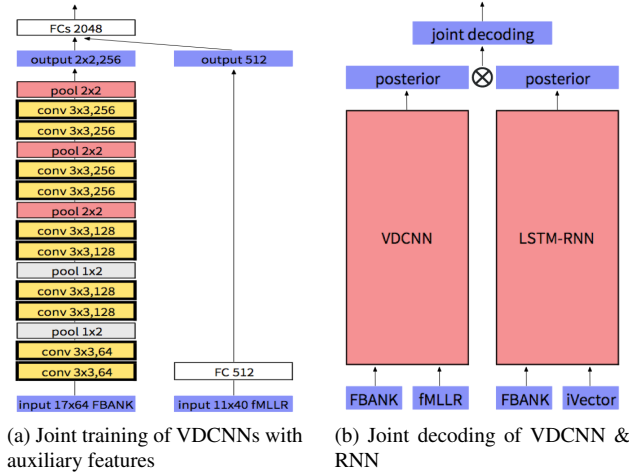 FCs 2048
output 2x2,256
output 512
pool 2x2
conv 3x3,256
conv 3x3,256
pool 2x2
conv 3x3,256
conv 3x3,256
pool 2x2
conv 3x3,128
conv 3x3,128
pool 1x2
conv 3x3,128
conv 3x3,128
pool 1x2
conv 3x3,64
conv 3x3,64
FC 512
input 17x64 FBANK
input 11x40 fMLLR
(a) Joint training of VDCNNs with
auxiliary features
joint decoding
posterior
posterior
VDCNN
LSTM-RNN
FBANK
fMLLR
FBANK
iVector
(b) Joint decoding of VDCNN &
RNN